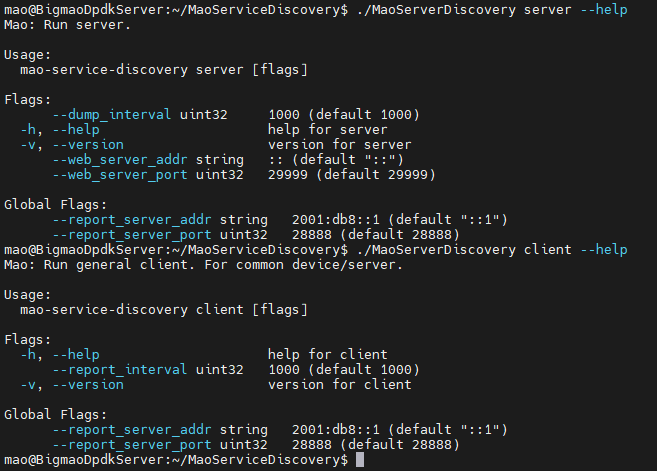 mao@BigmaoDpdkServer:~/MaoServiceDiscovery$ ./MaoServerDiscovery server --help
Mao: Run server.
Usage:
  mao-service-discovery server [flags]
Flags:
      --dump_interval uint32     1000 (default 1000)
  -h, --help                     help for server
  -v, --version                  version for server
      --web_server_addr string   :: (default "::")
      --web_server_port uint32   29999 (default 29999)
Global Flags:
      --report_server_addr string   2001:db8::1 (default "::1")
      --report_server_port uint32   28888 (default 28888)
mao@BigmaoDpdkServer:~/MaoServiceDiscovery$ ./MaoServerDiscovery client --help
Mao: Run general client. For common device/server.
Usage:
  mao-service-discovery client [flags]
Flags:
  -h, --help                     help for client
      --report_interval uint32   1000 (default 1000)
  -v, --version                  version for client
Global Flags:
      --report_server_addr string   2001:db8::1 (default "::1")
      --report_server_port uint32   28888 (default 28888)
mao@BigmaoDpdkServer:~/MaoServiceDiscovery$